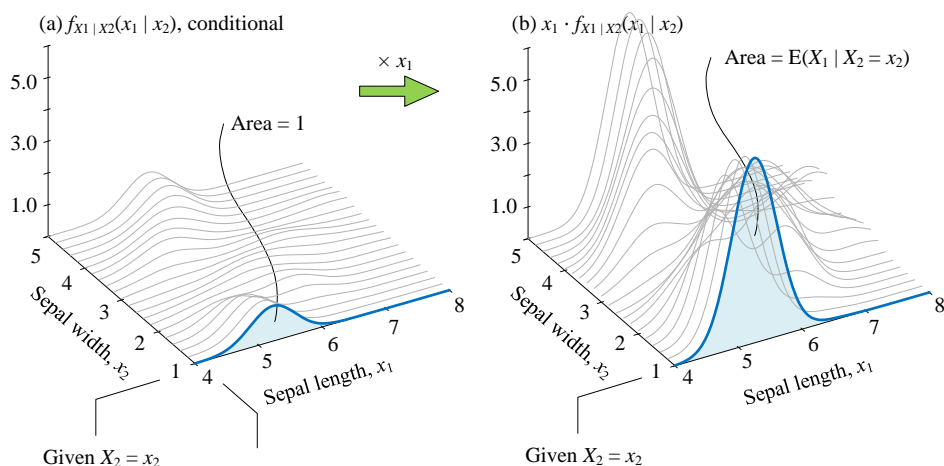 (a) f_{X1 | X2}(x₁ | x₂), conditional
× x₁
Area = 1
5.0
3.0
1.0
5
4
3
2
1
Sepal width, x₂
4
5
6
7
8
Sepal length, x₁
Given X₂ = x₂
(b) x₁ · f_{X1 | X2}(x₁ | x₂)
Area = E(X₁ | X₂ = x₂)
5.0
3.0
1.0
5
4
3
2
1
Sepal width, x₂
4
5
6
7
8
Sepal length, x₁
Given X₂ = x₂